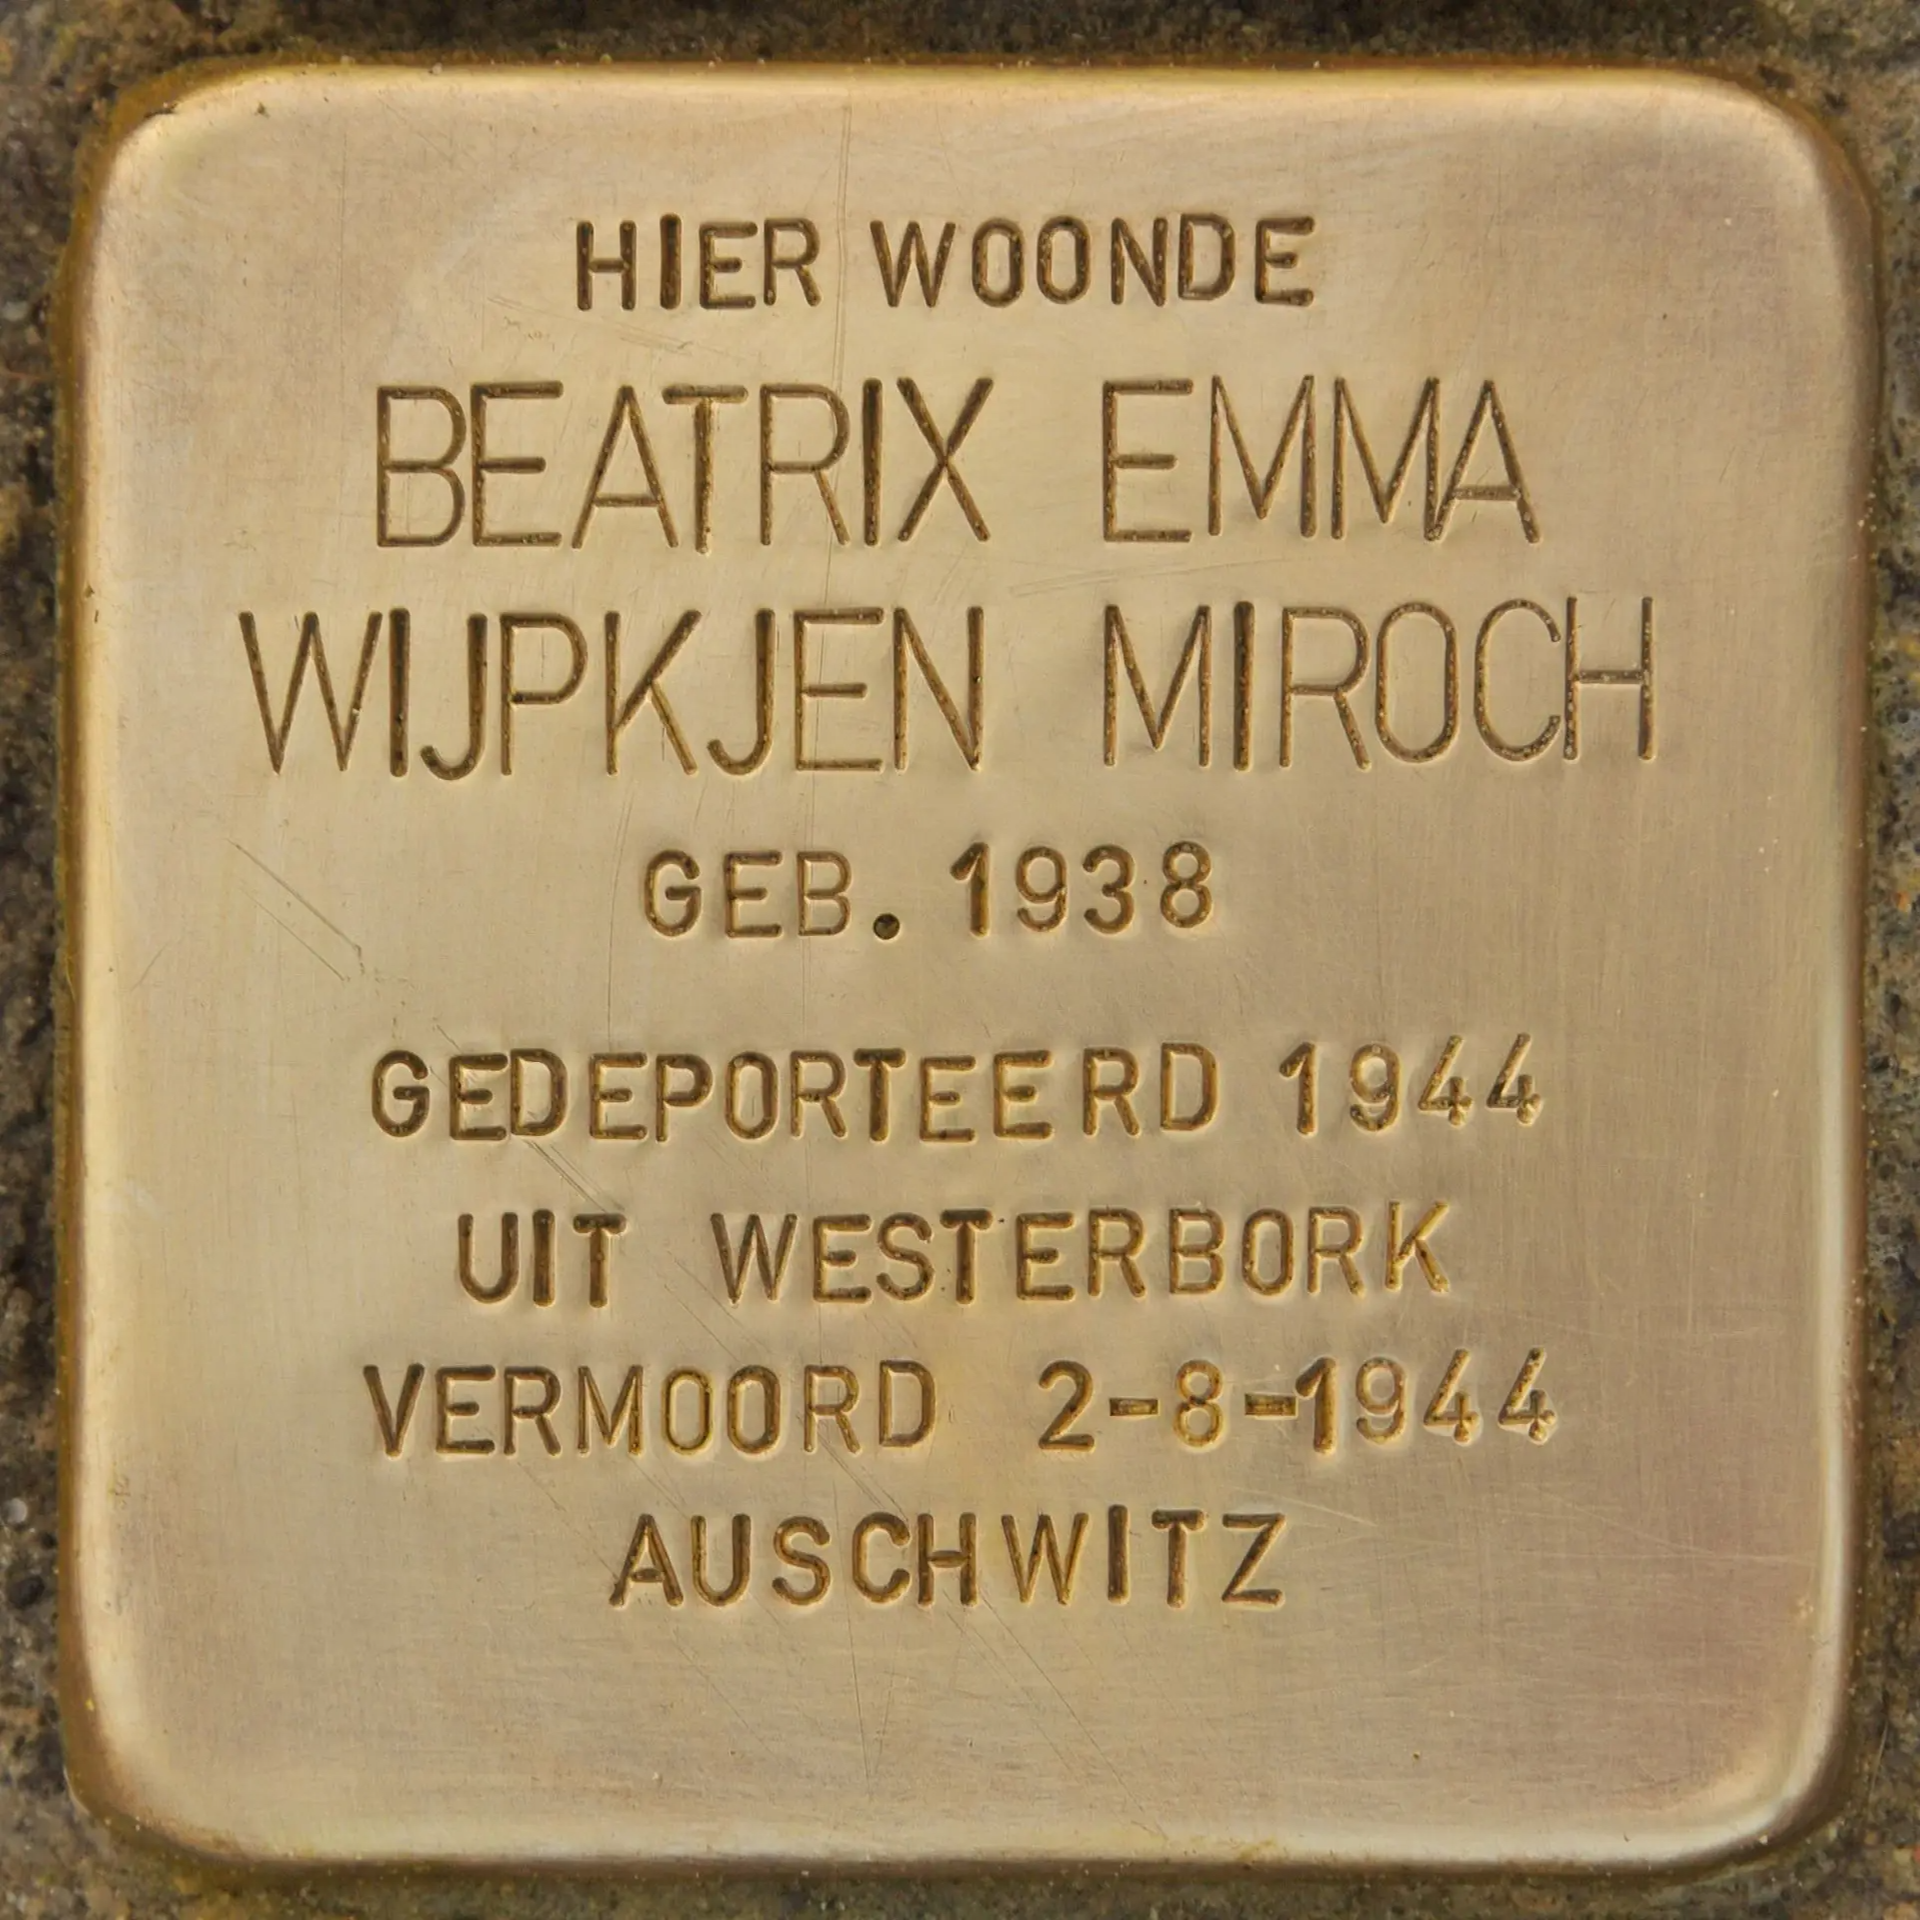 HIER WOONDE
BEATRIX EMMA
WIJPKJEN MIROCH
GEB. 1938
GEDEPORTEERD 1944
UIT WESTERBORK
VERMOORD 2-8-1944
AUSCHWITZ